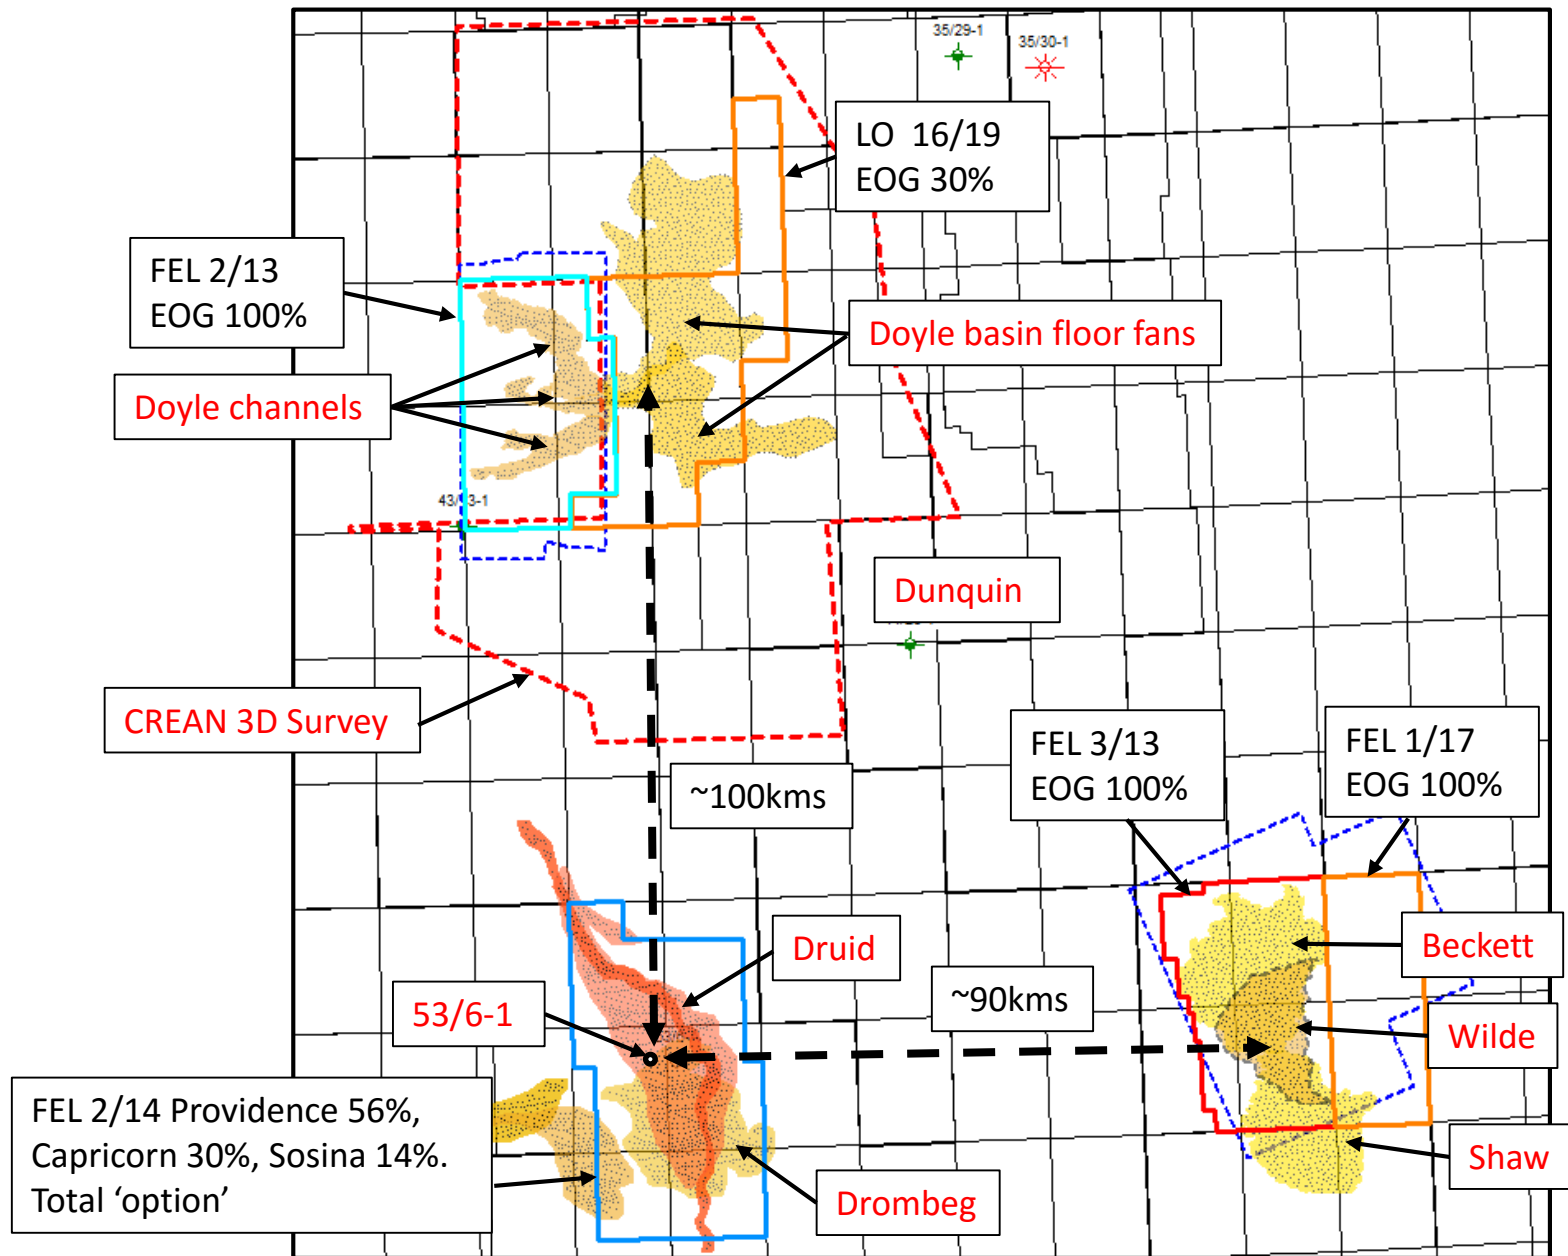 35/29-1
35/30-1
LO 16/19
EOG 30%
FEL 2/13
EOG 100%
Doyle basin floor fans
Doyle channels
Dunquin
CREAN 3D Survey
FEL 3/13
EOG 100%
FEL 1/17
EOG 100%
~100kms
Druid
Beckett
~90kms
53/6-1
Wilde
FEL 2/14 Providence 56%,
Capricorn 30%, Sosina 14%.
Total ‘option’
Shaw
Drombeg